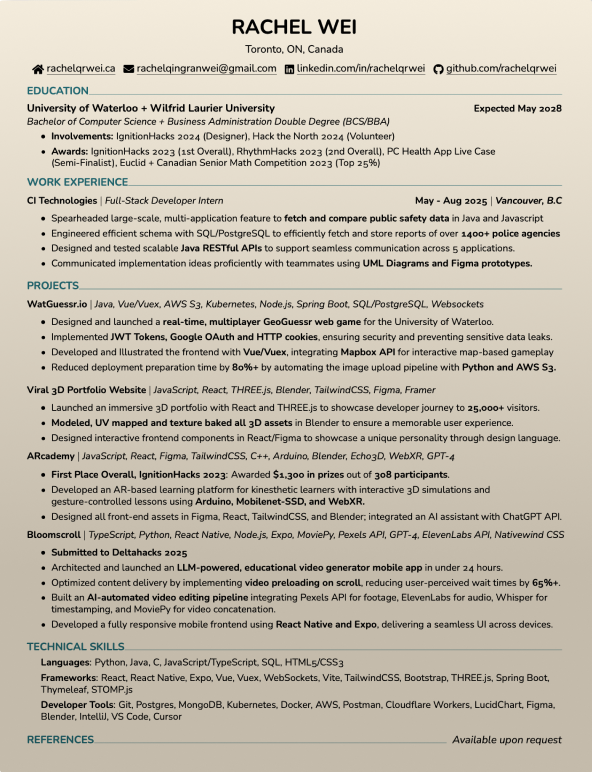 RACHEL WEI
Toronto, ON, Canada
rachelqrwei.ca rachelqingranwei@gmail.com linkedin.com/in/rachelqrwei github.com/rachelqrwei
EDUCATION
University of Waterloo + Wilfrid Laurier University Expected May 2028
Bachelor of Computer Science + Business Administration Double Degree (BCS/BBA)
• Involvements: IgnitionHacks 2024 (Designer), Hack the North 2024 (Volunteer)
• Awards: IgnitionHacks 2023 (1st Overall), RhythmHacks 2023 (2nd Overall), PC Health App Live Case
(Semi-Finalist), Euclid + Canadian Senior Math Competition 2023 (Top 25%)
WORK EXPERIENCE
CI Technologies | Full-Stack Developer Intern May - Aug 2025 | Vancouver, B.C
• Spearheaded large-scale, multi-application feature to fetch and compare public safety data in Java and Javascript
• Engineered efficient schema with SQL/PostgreSQL to efficiently fetch and store reports of over 1400+ police agencies
• Designed and tested scalable Java RESTful APIs to support seamless communication across 5 applications.
• Communicated implementation ideas proficiently with teammates using UML Diagrams and Figma prototypes.
PROJECTS
WatGuessr.io | Java, Vue/Vuex, AWS S3, Kubernetes, Node.js, Spring Boot, SQL/PostgreSQL, Websockets
• Designed and launched a real-time, multiplayer GeoGuessr web game for the University of Waterloo.
• Implemented JWT Tokens, Google OAuth and HTTP cookies, ensuring security and preventing sensitive data leaks.
• Developed and Illustrated the frontend with Vue/Vuex, integrating Mapbox API for interactive map-based gameplay
• Reduced deployment preparation time by 80%+ by automating the image upload pipeline with Python and AWS S3.
Viral 3D Portfolio Website | JavaScript, React, THREE.js, Blender, TailwindCSS, Figma, Framer
• Launched an immersive 3D portfolio with React and THREE.js to showcase developer journey to 25,000+ visitors.
• Modeled, UV mapped and texture baked all 3D assets in Blender to ensure a memorable user experience.
• Designed interactive frontend components in React/Figma to showcase a unique personality through design language.
ARcademy | JavaScript, React, Figma, TailwindCSS, C++, Arduino, Blender, Echo3D, WebXR, GPT-4
• First Place Overall, IgnitionHacks 2023: Awarded $1,300 in prizes out of 308 participants.
• Developed an AR-based learning platform for kinesthetic learners with interactive 3D simulations and
gesture-controlled lessons using Arduino, Mobilenet-SSD, and WebXR.
• Designed all front-end assets in Figma, React, TailwindCSS, and Blender; integrated an AI assistant with ChatGPT API.
Bloomscroll | TypeScript, Python, React Native, Node.js, Expo, MoviePy, Pexels API, GPT-4, ElevenLabs API, Nativewind CSS
• Submitted to Deltahacks 2025
• Architected and launched an LLM-powered, educational video generator mobile app in under 24 hours.
• Optimized content delivery by implementing video preloading on scroll, reducing user-perceived wait times by 65%+.
• Built an AI-automated video editing pipeline integrating Pexels API for footage, ElevenLabs for audio, Whisper for
timestamping, and MoviePy for video concatenation.
• Developed a fully responsive mobile frontend using React Native and Expo, delivering a seamless UI across devices.
TECHNICAL SKILLS
Languages: Python, Java, C, JavaScript/TypeScript, SQL, HTML5/CSS3
Frameworks: React, React Native, Expo, Vue, Vuex, WebSockets, Vite, TailwindCSS, Bootstrap, THREE.js, Spring Boot,
Thymeleaf, STOMP.js
Developer Tools: Git, Postgres, MongoDB, Kubernetes, Docker, AWS, Postman, Cloudflare Workers, LucidChart, Figma,
Blender, IntelliJ, VS Code, Cursor
REFERENCES Available upon request